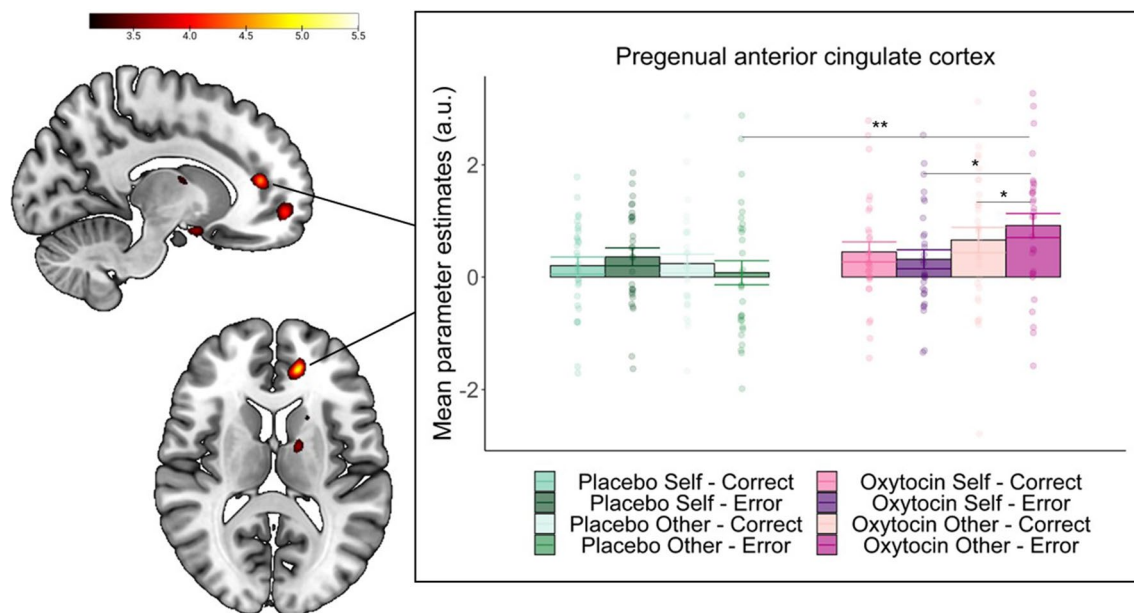 3.5 4.0 4.5 5.0 5.5
Pregenual anterior cingulate cortex
Mean parameter estimates (a.u.)
2
0
-2
**
*
*
Placebo Self - Correct
Placebo Self - Error
Placebo Other - Correct
Placebo Other - Error
Oxytocin Self - Correct
Oxytocin Self - Error
Oxytocin Other - Correct
Oxytocin Other - Error